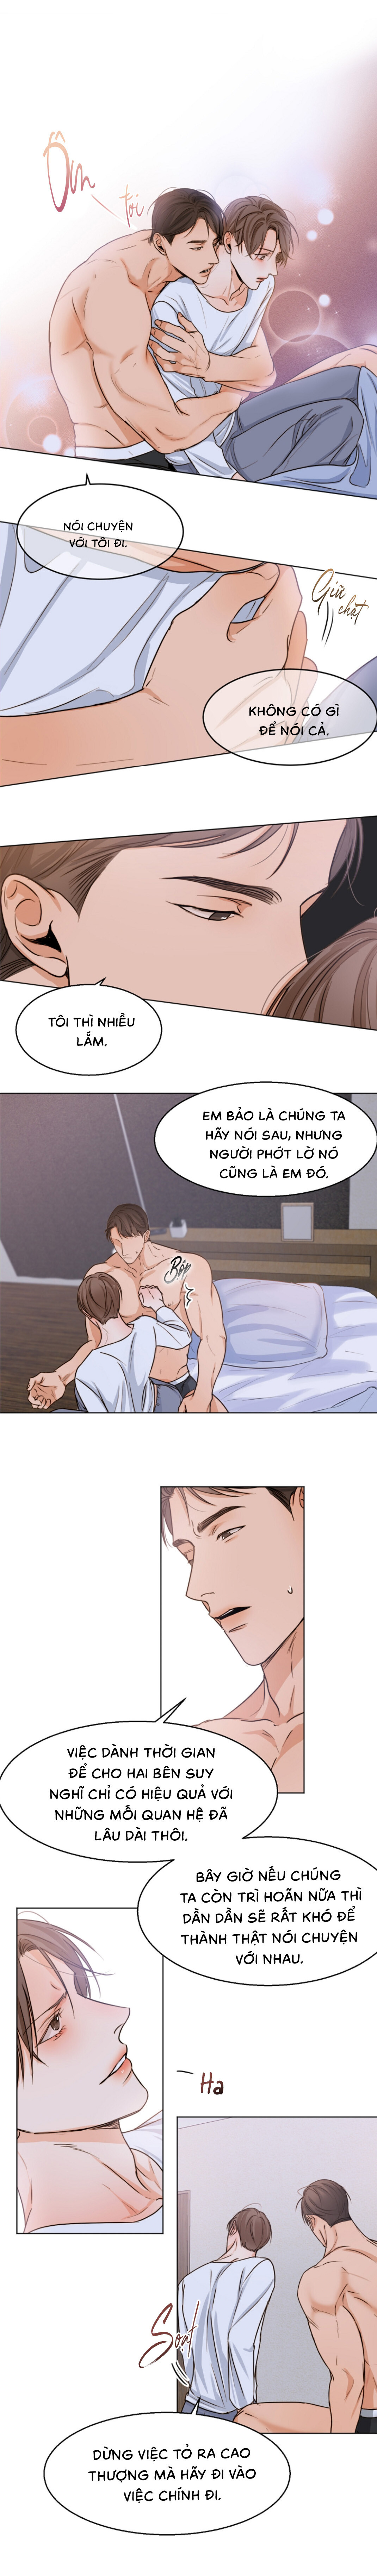 Ôm
tới
NÓI CHUYỆN
VỚI TÔI ĐI.
Giữ
chặt
KHÔNG CÓ GÌ
ĐỂ NÓI CẢ.
TÔI THÌ NHIỀU
LẮM.
EM BẢO LÀ CHÚNG TA
HÃY NÓI SAU, NHƯNG
NGƯỜI PHỚT LỜ NÓ
CŨNG LÀ EM ĐÓ.
VIỆC DÀNH THỜI GIAN
ĐỂ CHO HAI BÊN SUY
NGHĨ CHỈ CÓ HIỆU QUẢ VỚI
NHỮNG MỐI QUAN HỆ ĐÃ
LÂU DÀI THÔI.
BÂY GIỜ NẾU CHÚNG
TA CÒN TRÌ HOÃN NỮA THÌ
DẦN DẦN SẼ RẤT KHÓ ĐỂ
THÀNH THẬT NÓI CHUYỆN
VỚI NHAU.
Ha
Soạt
DỪNG VIỆC TỎ RA CAO
THƯỢNG MÀ HÃY ĐI VÀO
VIỆC CHÍNH ĐI.